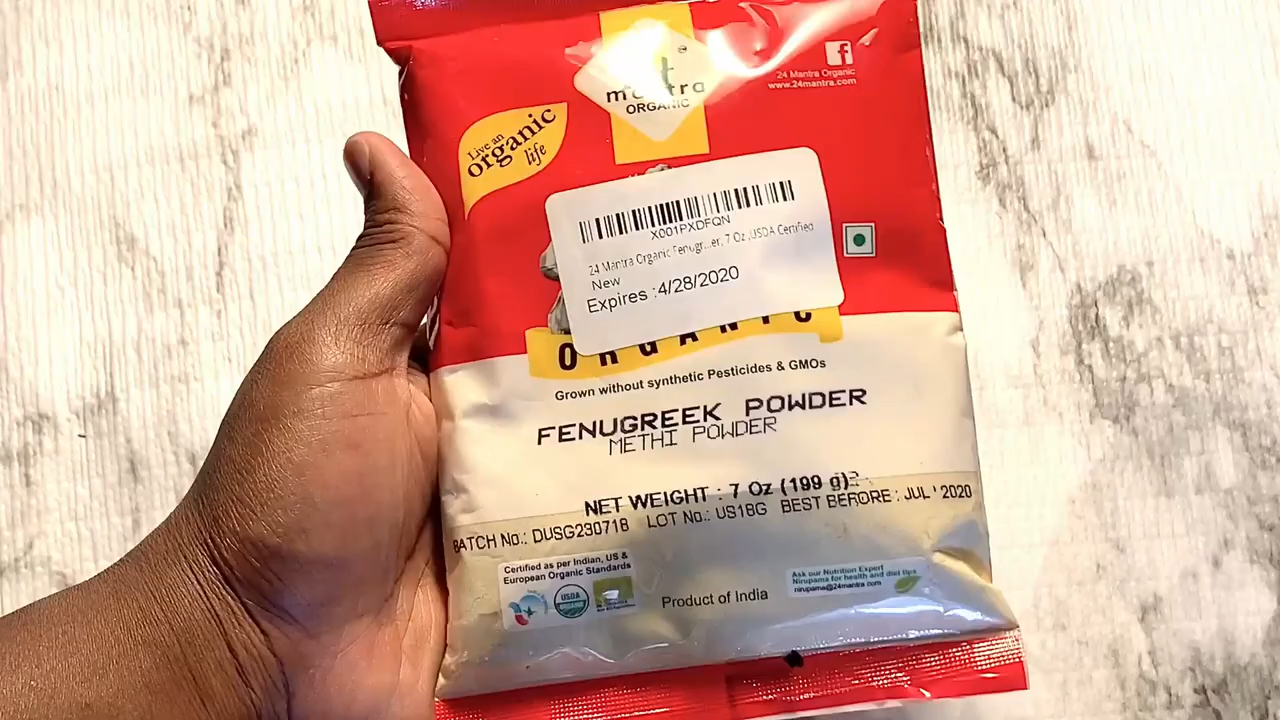 mantra
ORGANIC
24 Mantra Organic
www.24mantra.com
Live an
organic
life
X001PXDFQN
24 Mantra Organic Fenugr...er, 7 Oz ,USDA Certified
New
Expires :4/28/2020
ORGANIC
Grown without synthetic Pesticides & GMOs
FENUGREEK POWDER
METHI POWDER
NET WEIGHT : 7 Oz (199 g)
BATCH No.: DUSG230718 LOT No.: US18G BEST BEFORE : JUL ' 2020
Certified as per Indian, US &
European Organic Standards
USDA
ORGANIC
Product of India
Ask our Nutrition Expert
Nirupama for health and diet tips
nirupama@24mantra.com